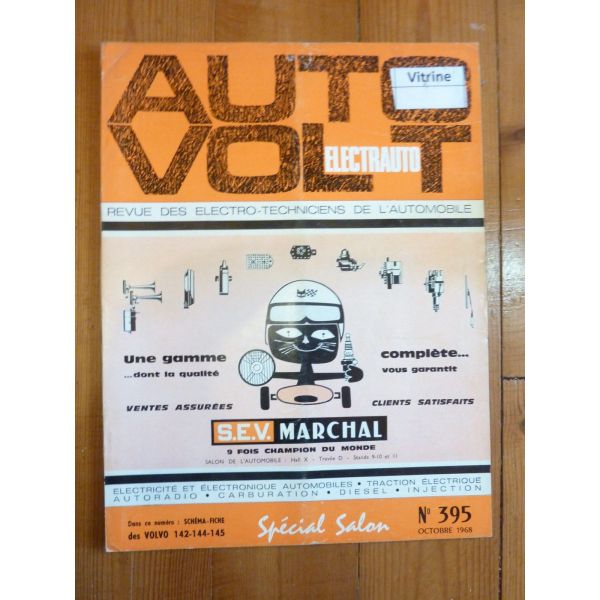 AUTO
Vitrine
VOLT
ELECTRAUTO
REVUE DES ELECTRO-TECHNICIENS DE L'AUTOMOBILE
Une gamme complète...
...dont la qualité vous garantit
VENTES ASSURÉES CLIENTS SATISFAITS
S.E.V. MARCHAL
9 FOIS CHAMPION DU MONDE
SALON DE L'AUTOMOBILE : Hall X - Travée D - Stands 9-10 et 11
ELECTRICITÉ ET ÉLECTRONIQUE AUTOMOBILES • TRACTION ÉLECTRIQUE
AUTORADIO • CARBURATION • DIESEL • INJECTION
Dans ce numéro : SCHÉMA-FICHE
des VOLVO 142-144-145
Spécial Salon
No 395
OCTOBRE 1968